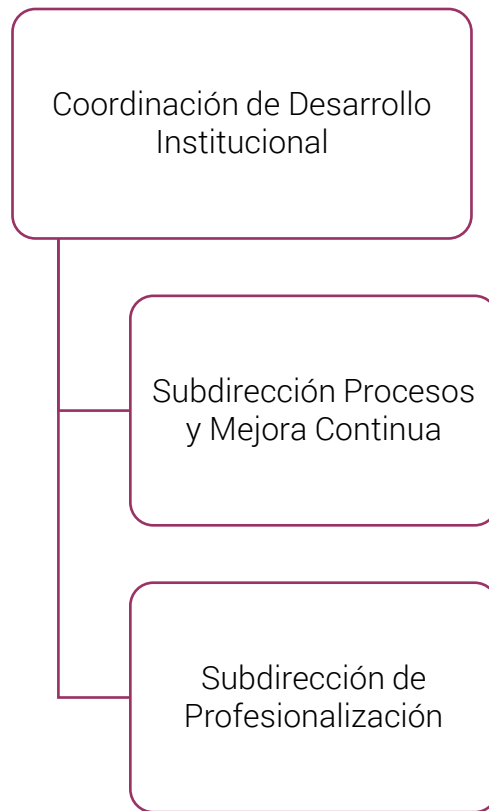 Coordinación de Desarrollo
Institucional
Subdirección Procesos
y Mejora Continua
Subdirección de
Profesionalización